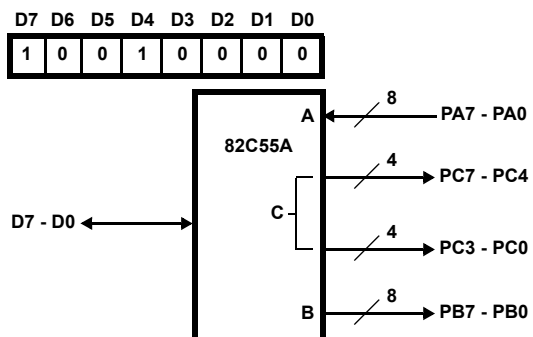 D7 D6 D5 D4 D3 D2 D1 D0
1 0 0 1 0 0 0 0
8
A PA7 - PA0
82C55A
4
PC7 - PC4
C
D7 - D0
4
PC3 - PC0
8
B PB7 - PB0